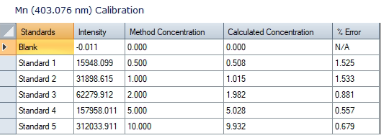 Mn (403.076 nm) Calibration
Standards Intensity Method Concentration Calculated Concentration % Error
Blank -0.011 0.000 0.000 N/A
Standard 1 15948.099 0.500 0.508 1.525
Standard 2 31898.615 1.000 1.015 1.533
Standard 3 62279.912 2.000 1.982 0.881
Standard 4 157958.011 5.000 5.028 0.557
Standard 5 312033.911 10.000 9.932 0.679